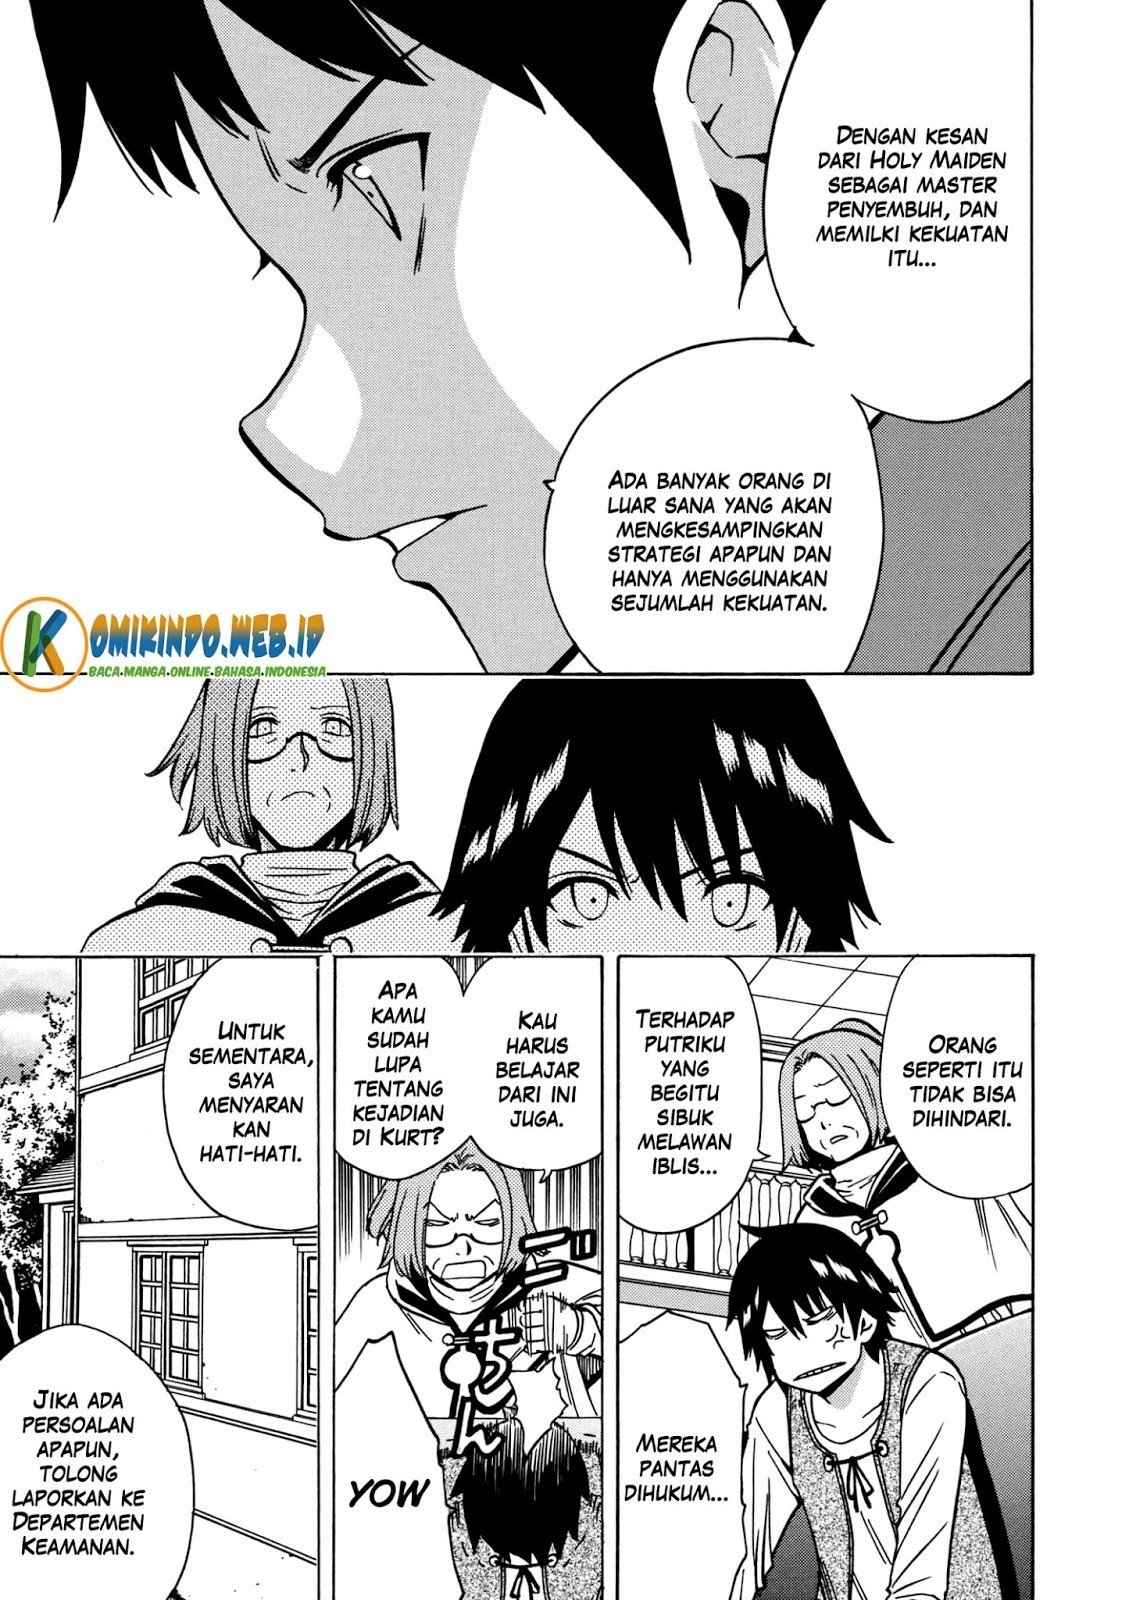 DENGAN KESAN
DARI HOLY MAIDEN
SEBAGAI MASTER
PENYEMBUH, DAN
MEMILKI KEKUATAN
ITU...
ADA BANYAK ORANG DI
LUAR SANA YANG AKAN
MENGKESAMPINGKAN
STRATEGI APAPUN DAN
HANYA MENGGUNAKAN
SEJUMLAH KEKUATAN.
KOMIKINDO.WEB.ID
BACA MANGA ONLINE BAHASA INDONESIA
ORANG
SEPERTI ITU
TIDAK BISA
DIHINDARI.
TERHADAP
PUTRIKU
YANG
BEGITU
SIBUK
MELAWAN
IBLIS...
MEREKA
PANTAS
DIHUKUM...
KAU
HARUS
BELAJAR
DARI INI
JUGA.
APA
KAMU
SUDAH
LUPA
TENTANG
KEJADIAN
DI KURT?
ごちーん
YOW
UNTUK
SEMENTARA,
SAYA
MENYARAN
KAN
HATI-HATI.
JIKA ADA
PERSOALAN
APAPUN,
TOLONG
LAPORKAN KE
DEPARTEMEN
KEAMANAN.